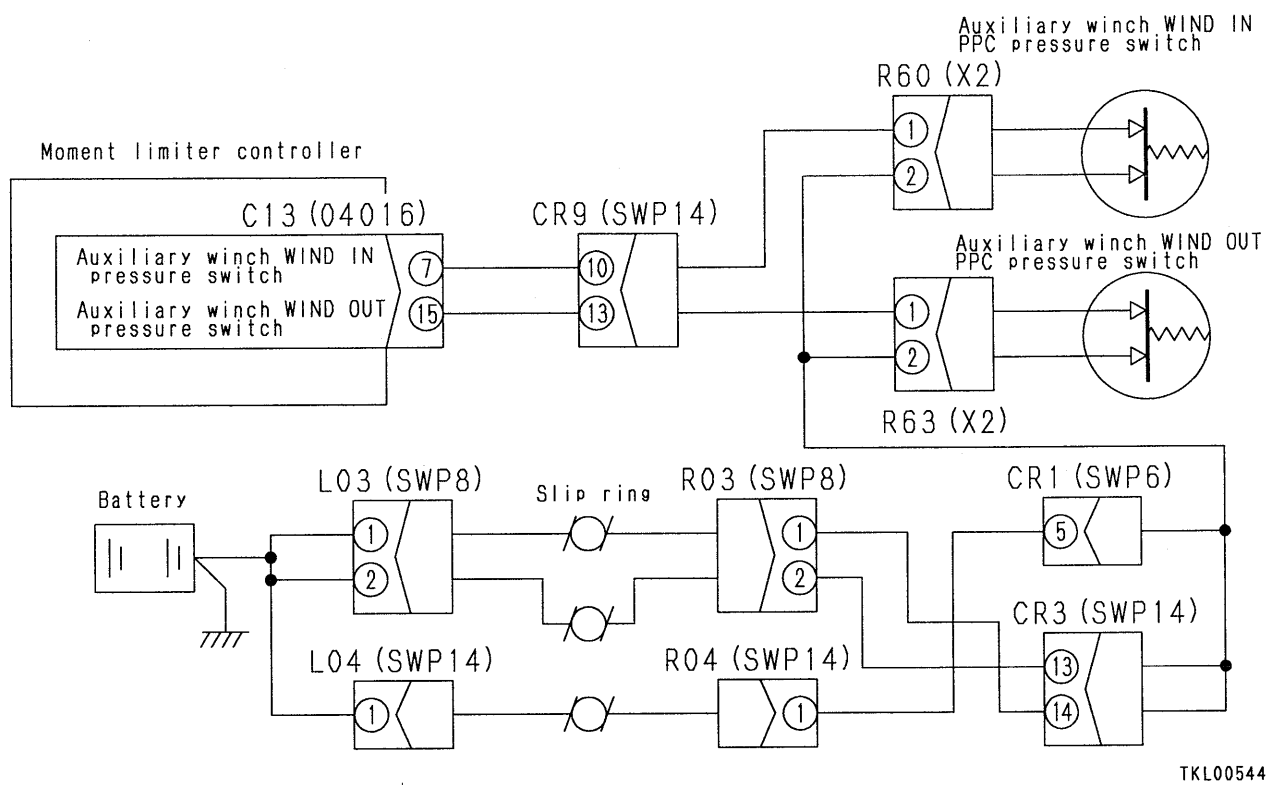 Auxiliary winch WIND IN
PPC pressure switch
R60 (X2)
1
2
Moment limiter controller
C13 (04016)
CR9 (SWP14)
Auxiliary winch WIND IN
pressure switch
7
10
Auxiliary winch WIND OUT
pressure switch
15
13
Auxiliary winch WIND OUT
PPC pressure switch
1
2
R63 (X2)
Battery
L03 (SWP8)
1
2
Slip ring
R03 (SWP8)
1
2
CR1 (SWP6)
5
L04 (SWP14)
1
R04 (SWP14)
1
CR3 (SWP14)
13
14
TKL00544